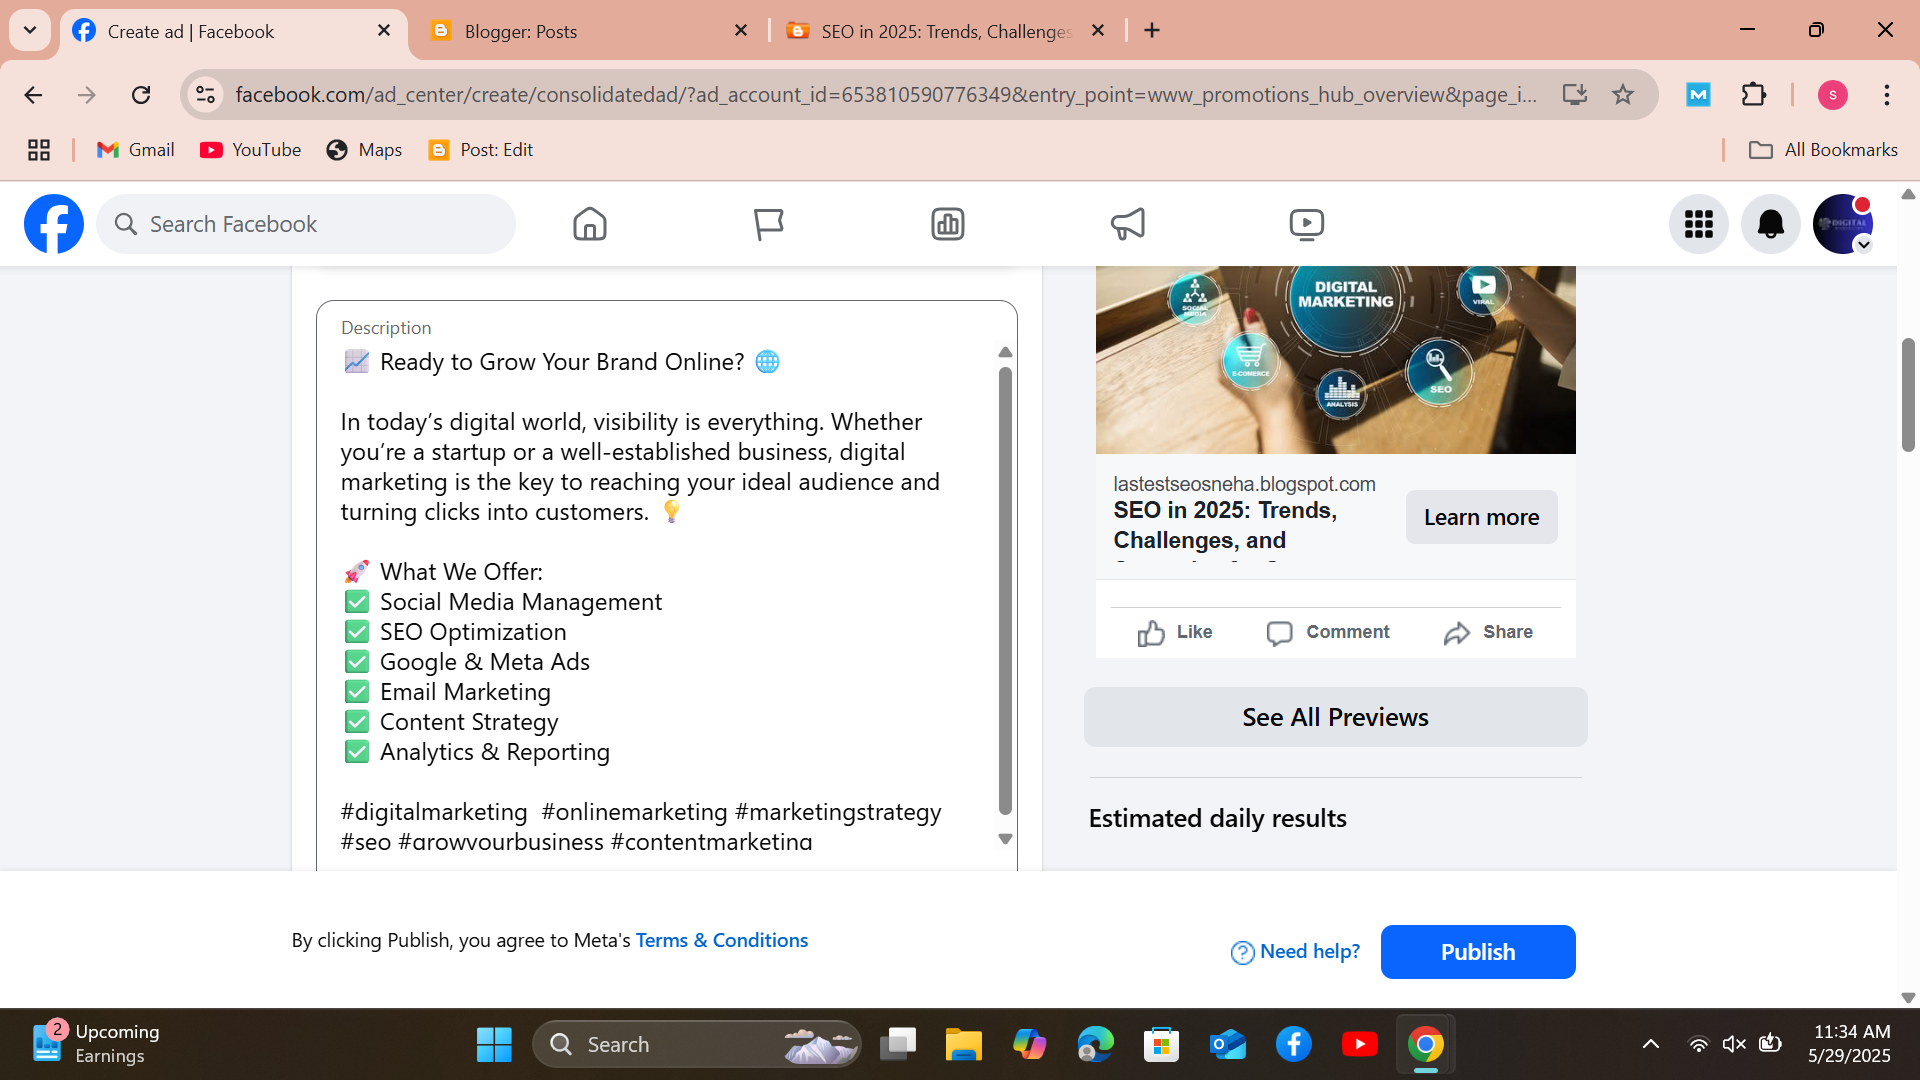 Create ad | Facebook
Blogger: Posts
SEO in 2025: Trends, Challenges
facebook.com/ad_center/create/consolidatedad/?ad_account_id=653810590776349&entry_point=www_promotions_hub_overview&page_i...
S
Gmail
YouTube
Maps
Post: Edit
All Bookmarks
Search Facebook
DIGITAL
Description
📈 Ready to Grow Your Brand Online? 🌐
In today’s digital world, visibility is everything. Whether
you’re a startup or a well-established business, digital
marketing is the key to reaching your ideal audience and
turning clicks into customers. 💡
🚀 What We Offer:
✅ Social Media Management
✅ SEO Optimization
✅ Google & Meta Ads
✅ Email Marketing
✅ Content Strategy
✅ Analytics & Reporting
#digitalmarketing #onlinemarketing #marketingstrategy
#seo #growyourbusiness #contentmarketing
DIGITAL
MARKETING
SOCIAL
MEDIA
VIRAL
E-COMERCE
ANALYSIS
SEO
lastestseosneha.blogspot.com
SEO in 2025: Trends,
Challenges, and
Learn more
Like
Comment
Share
See All Previews
Estimated daily results
By clicking Publish, you agree to Meta's Terms & Conditions
Need help?
Publish
2
Upcoming
Earnings
Search
11:34 AM
5/29/2025